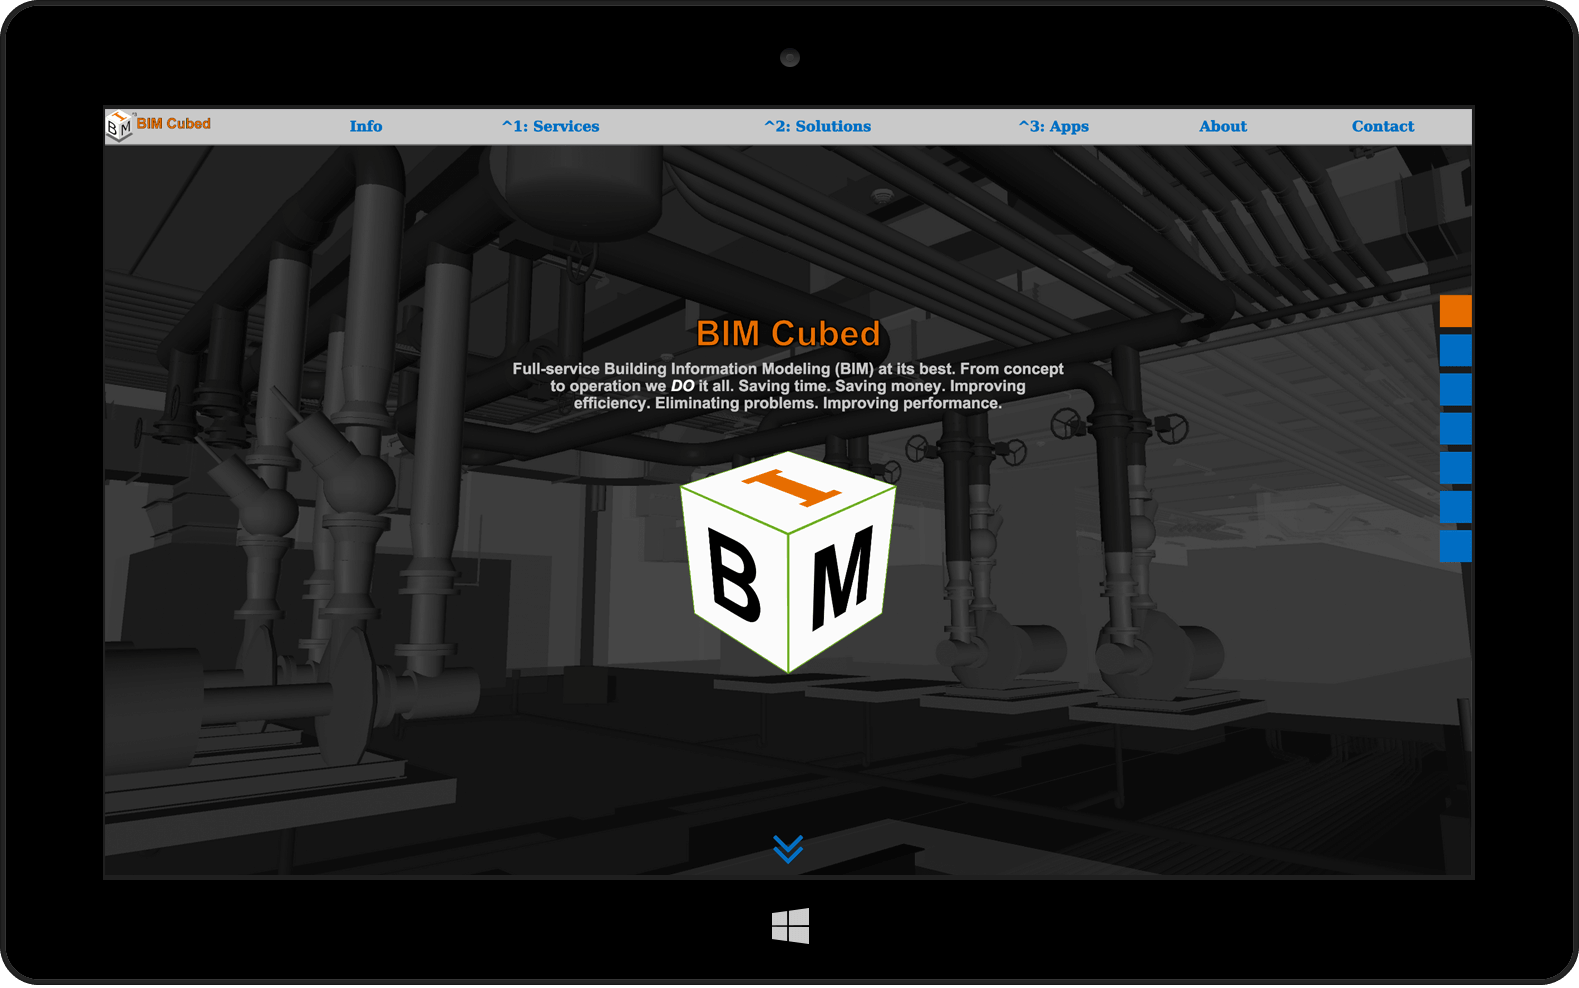 BIM BIM Cubed
Info ^1: Services ^2: Solutions ^3: Apps About Contact
BIM Cubed
Full-service Building Information Modeling (BIM) at its best. From concept
to operation we DO it all. Saving time. Saving money. Improving
efficiency. Eliminating problems. Improving performance.
I
B M